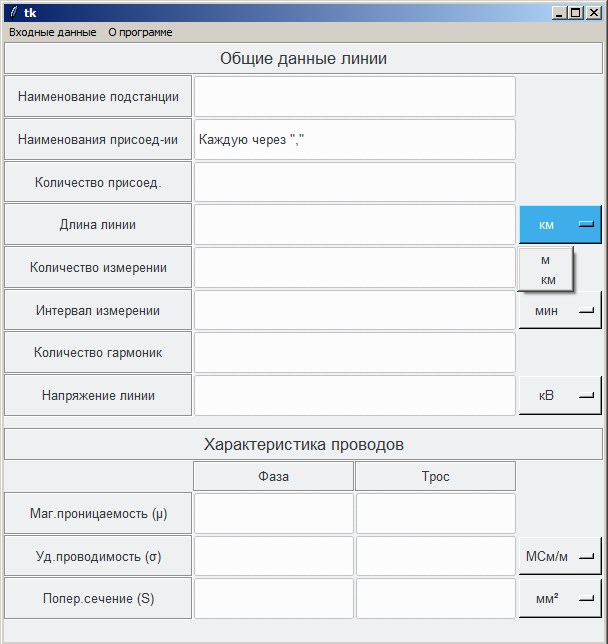 tk
Входные данные О программе
Общие данные линии
Наименование подстанции
Наименования присоед-ии Каждую через ","
Количество присоед.
Длина линии км
Количество измерении м
км
Интервал измерении мин
Количество гармоник
Напряжение линии кВ
Характеристика проводов
Фаза Трос
Маг.проницаемость (μ)
Уд.проводимость (σ) МСм/м
Попер.сечение (S) мм²